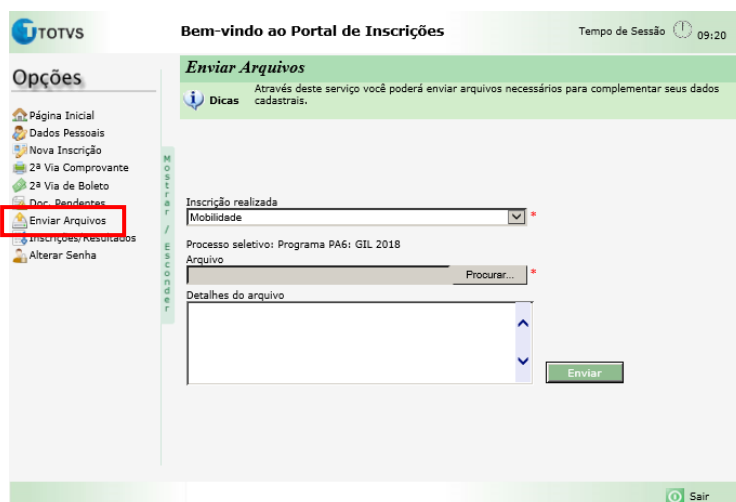 TOTVS
Bem-vindo ao Portal de Inscrições
Tempo de Sessão 09:20
Opções
Página Inicial
Dados Pessoais
Nova Inscrição
2ª Via Comprovante
2ª Via de Boleto
Doc. Pendentes
Enviar Arquivos
Inscrições/Resultados
Alterar Senha
Mostrar / Esconder
Enviar Arquivos
Dicas
Através deste serviço você poderá enviar arquivos necessários para complementar seus dados
cadastrais.
Inscrição realizada
Mobilidade *
Processo seletivo: Programa PA6: GIL 2018
Arquivo
Procurar... *
Detalhes do arquivo
Enviar
Sair